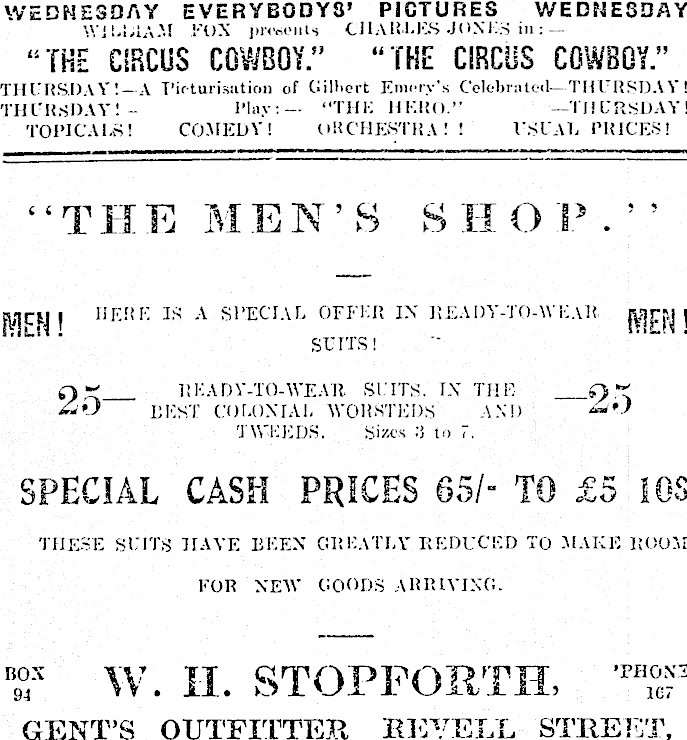 WEDNESDAY EVERYBODYS' PICTURES WEDNESDAY
WILLIAM FOX presents CHARLES JONES in:—
"THE CIRCUS COWBOY." "THE CIRCUS COWBOY."
THURSDAY!—A Picturisation of Gilbert Emery's Celebrated—THURSDAY!
THURSDAY!— Play:— "THE HERO." —THURSDAY!
TOPICALS! COMEDY! ORCHESTRA!! USUAL PRICES!
"THE MEN'S SHOP."
MEN! HERE IS A SPECIAL OFFER IN READY-TO-WEAR MEN!
SUITS!
25— READY-TO-WEAR SUITS, IN THE —25
BEST COLONIAL WORSTEDS AND
TWEEDS. Sizes 3 to 7.
SPECIAL CASH PRICES 65/- TO £5 10S
THESE SUITS HAVE BEEN GREATLY REDUCED TO MAKE ROOM
FOR NEW GOODS ARRIVING.
BOX 94 W. H. STOPFORTH, 'PHONE 167
GENT'S OUTFITTER REVELL STREET,